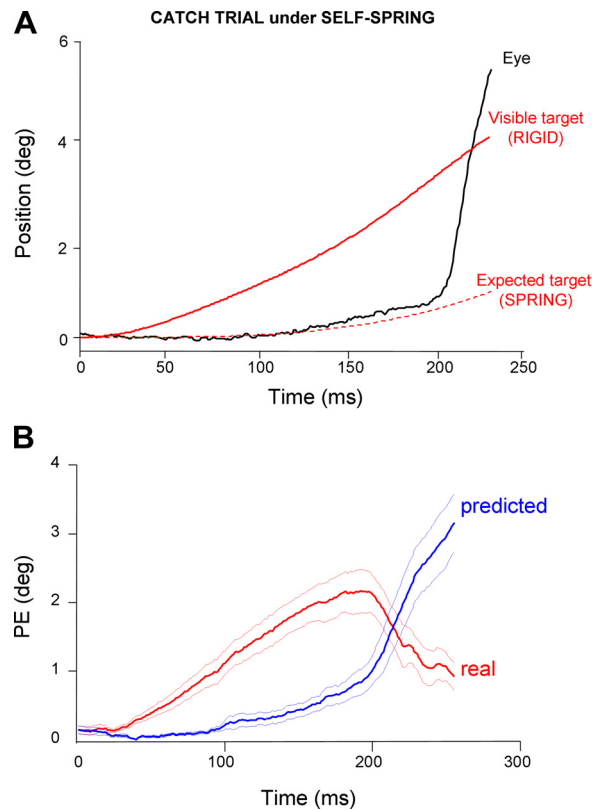 A
CATCH TRIAL under SELF-SPRING
6
4
2
0
Position (deg)
Eye
Visible target
(RIGID)
Expected target
(SPRING)
0 50 100 150 200 250
Time (ms)
B
4
3
2
1
0
PE (deg)
predicted
real
0 100 200 300
Time (ms)